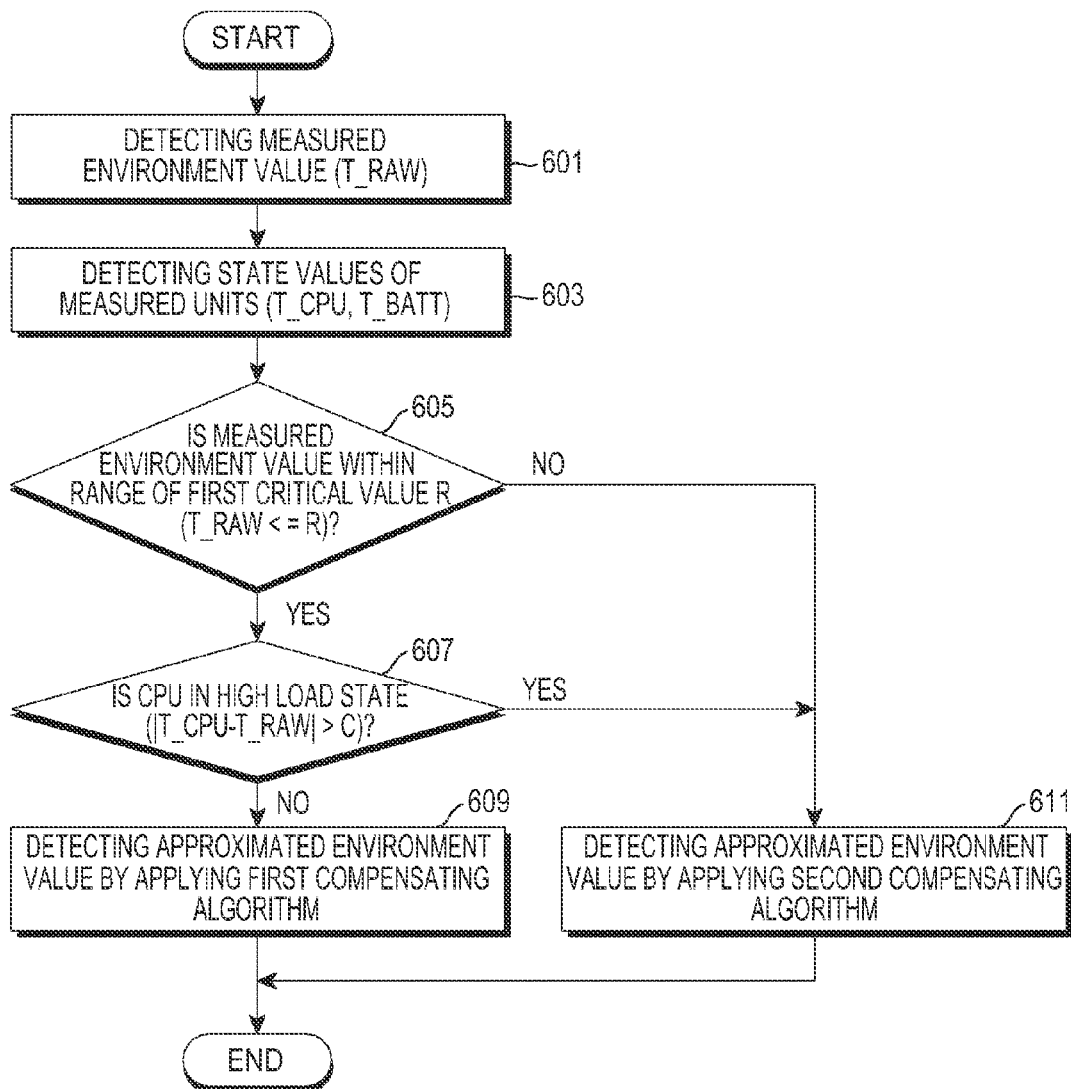 START
DETECTING MEASURED
ENVIRONMENT VALUE (T_RAW)
601
DETECTING STATE VALUES OF
MEASURED UNITS (T_CPU, T_BATT)
603
605
IS MEASURED
ENVIRONMENT VALUE WITHIN
RANGE OF FIRST CRITICAL VALUE R
(T_RAW < = R)?
NO
YES
607
IS CPU IN HIGH LOAD STATE
(|T_CPU-T_RAW| > C)?
YES
NO
609
DETECTING APPROXIMATED ENVIRONMENT
VALUE BY APPLYING FIRST COMPENSATING
ALGORITHM
611
DETECTING APPROXIMATED ENVIRONMENT
VALUE BY APPLYING SECOND COMPENSATING
ALGORITHM
END